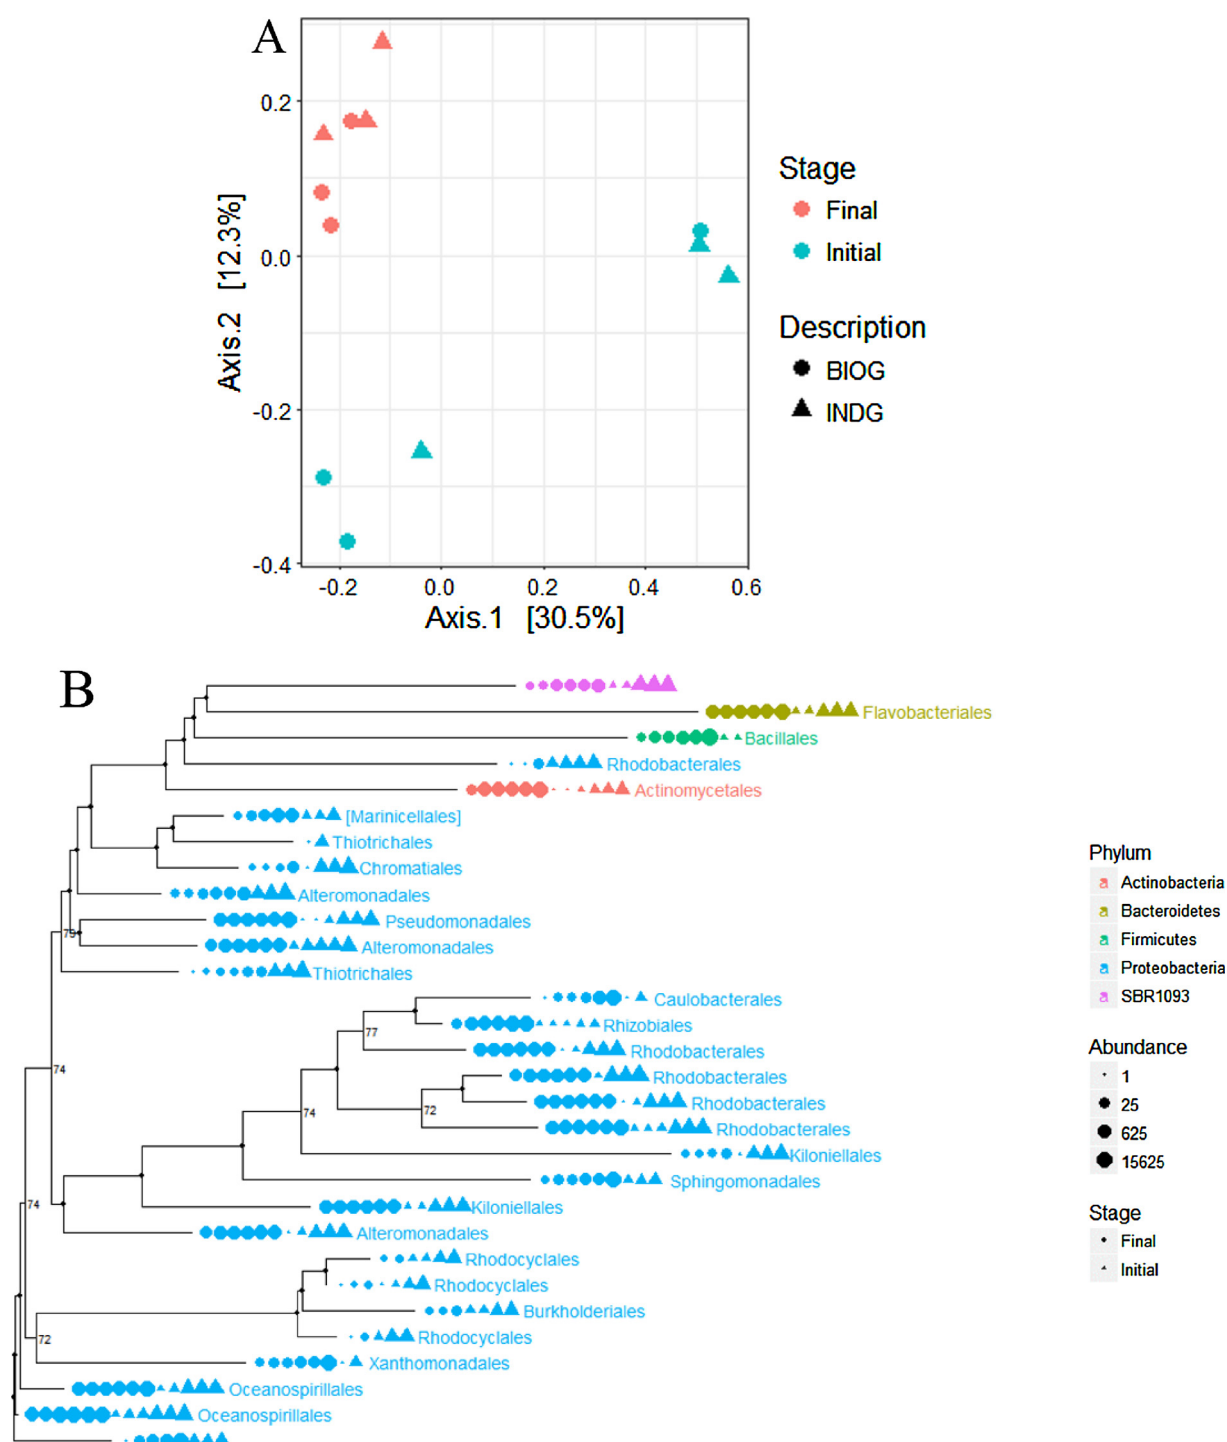 A
0.2
0.0
-0.2
-0.4
Axis.2 [12.3%]
-0.2
0.0
0.2
0.4
0.6
Axis.1 [30.5%]
Stage
Final
Initial
Description
BIOG
INDG
B
Flavobacteriales
Bacillales
Rhodobacterales
Actinomycetales
[Marinicellales]
Thiotrichales
Chromatiales
Alteromonadales
Pseudomonadales
79
Alteromonadales
Thiotrichales
Caulobacterales
Rhizobiales
77
Rhodobacterales
74
Rhodobacterales
Rhodobacterales
72
74
Rhodobacterales
Kiloniellales
Sphingomonadales
74
Kiloniellales
Alteromonadales
Rhodocyclales
Rhodocyclales
Burkholderiales
72
Rhodocyclales
Xanthomonadales
Oceanospirillales
Oceanospirillales
Phylum
a Actinobacteria
a Bacteroidetes
a Firmicutes
a Proteobacteria
a SBR1093
Abundance
1
25
625
15625
Stage
Final
Initial